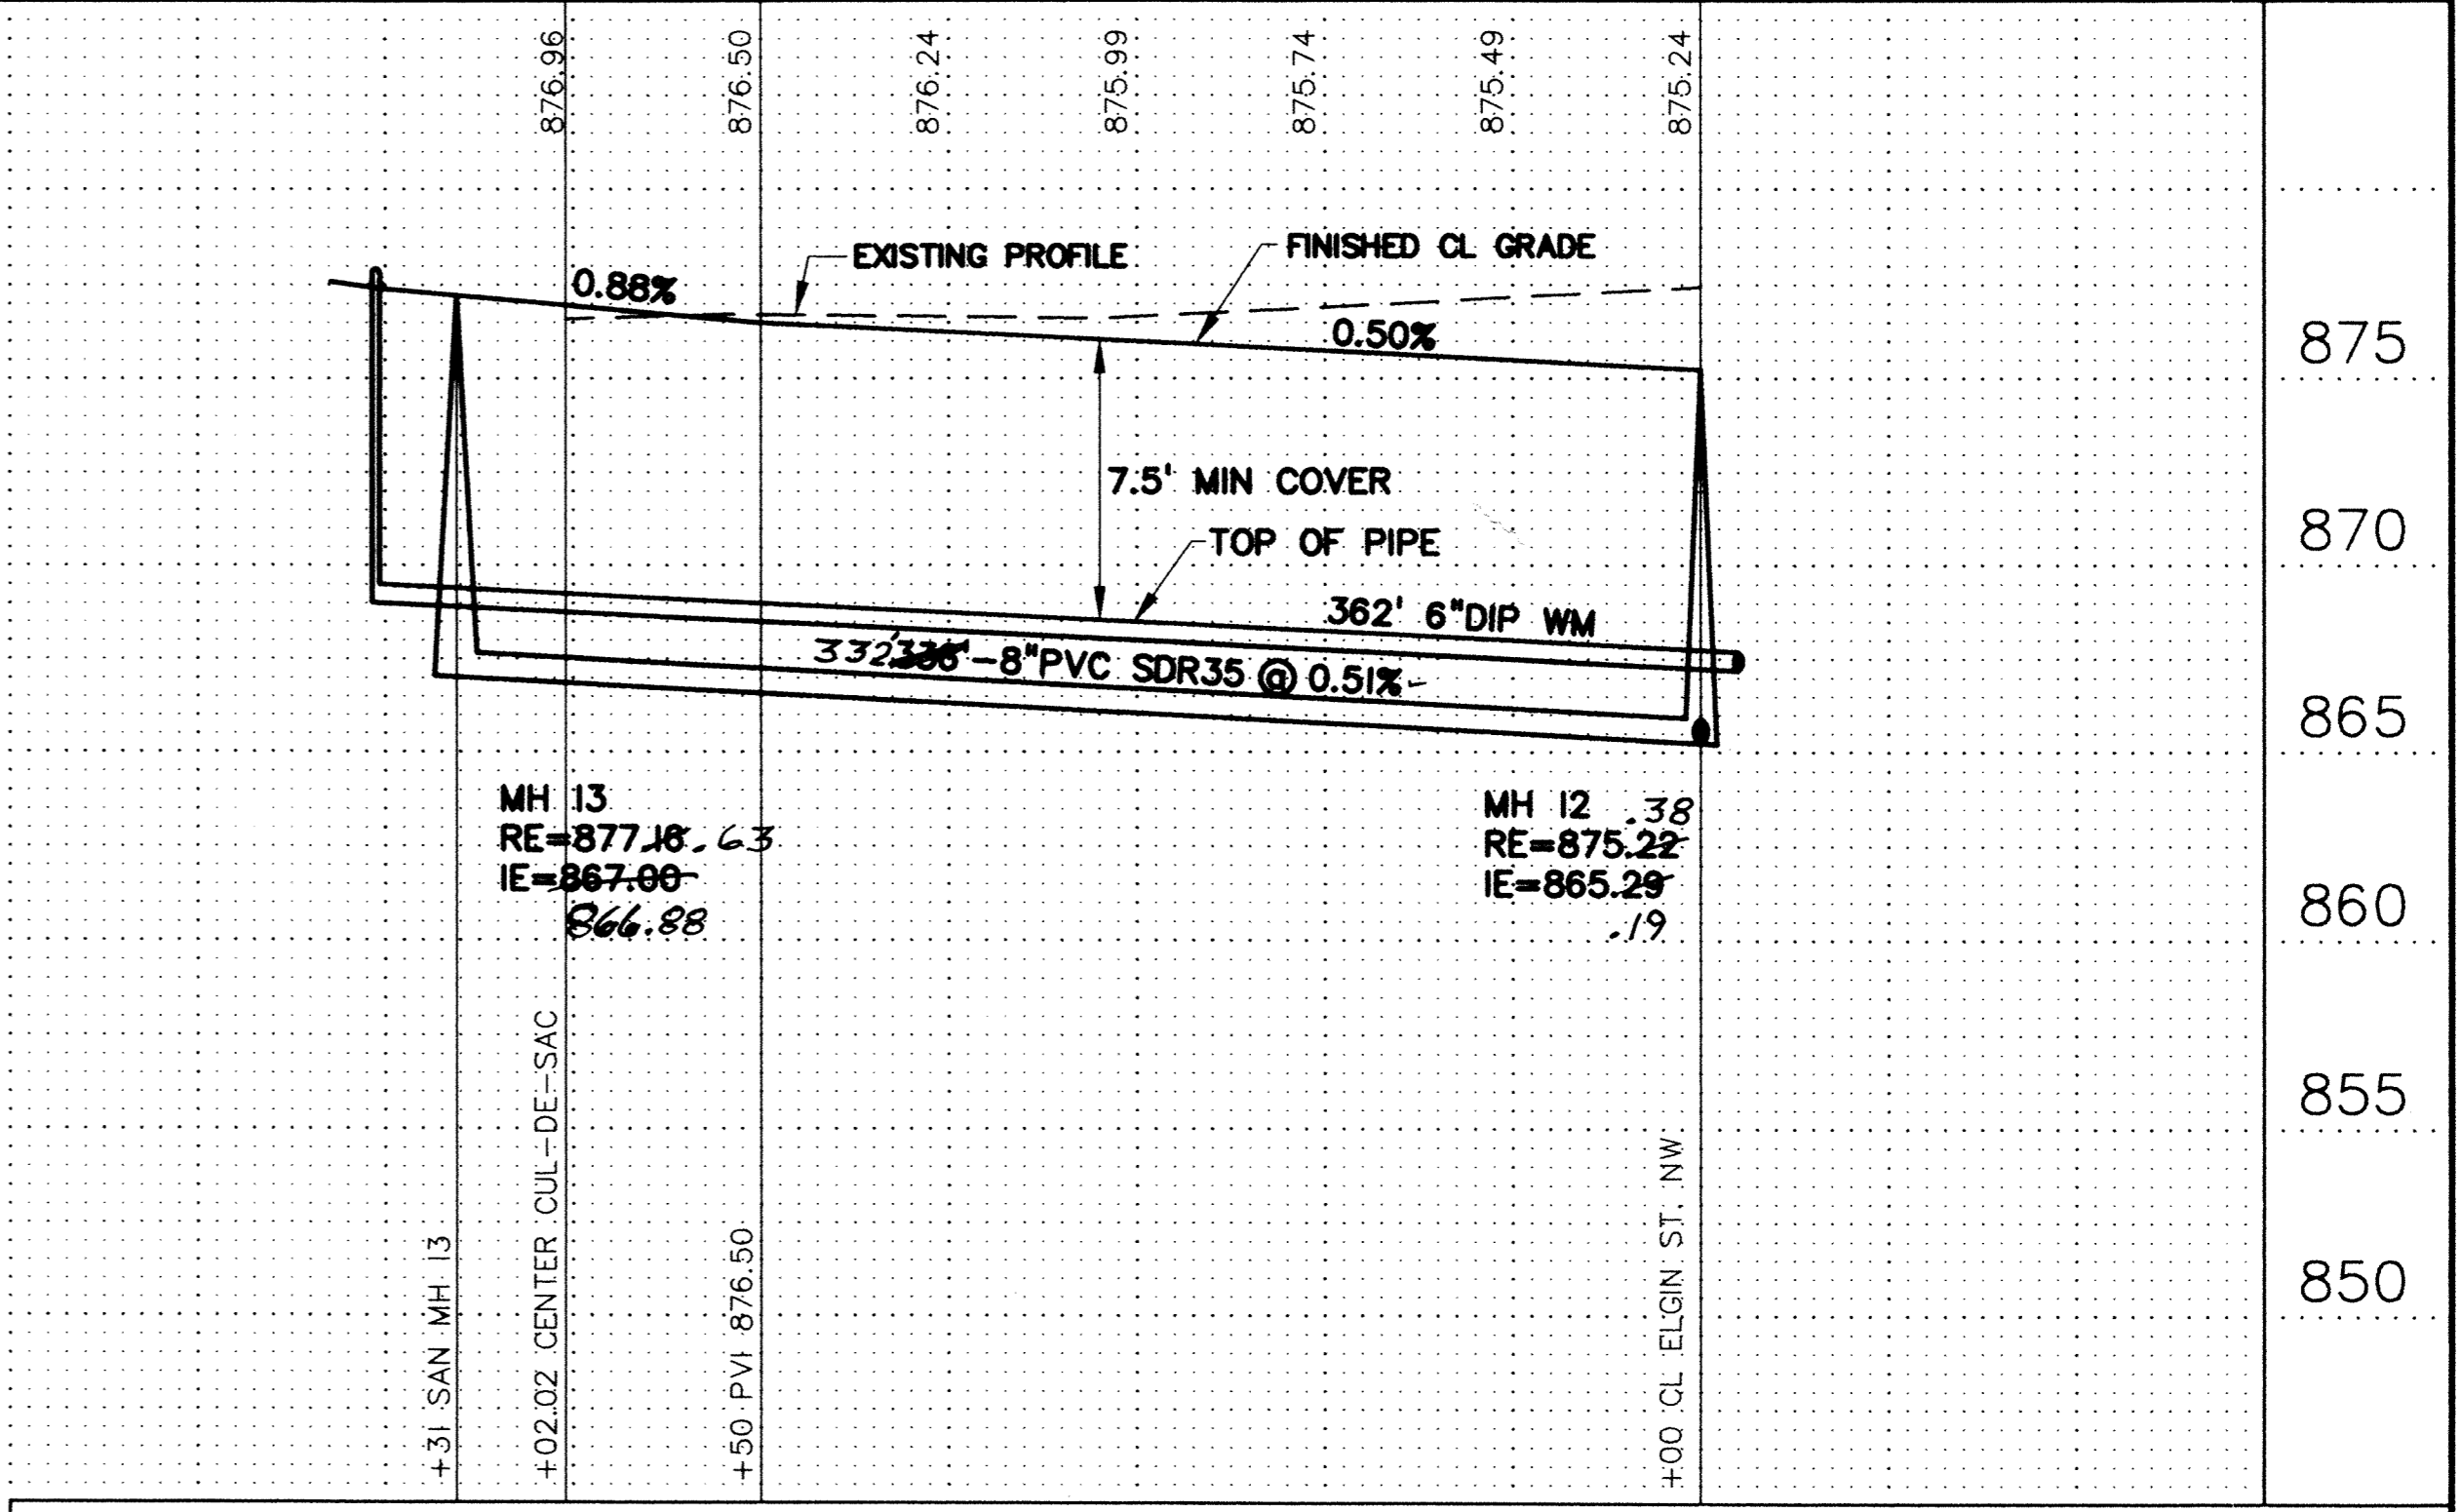 876.96
876.50
876.24
875.99
875.74
875.49
875.24
EXISTING PROFILE
FINISHED CL GRADE
0.88%
0.50%
875
7.5' MIN COVER
870
TOP OF PIPE
362' 6"DIP WM
332' 336'-8"PVC SDR35 @ 0.51%
865
MH 13
RE=877.16 .63
IE=867.00
866.88
MH 12 .38
RE=875.22
IE=865.29
.19
860
855
850
+31 SAN MH 13
+02.02 CENTER CUL-DE-SAC
+50 PVI 876.50
+00 CL ELGIN ST. NW